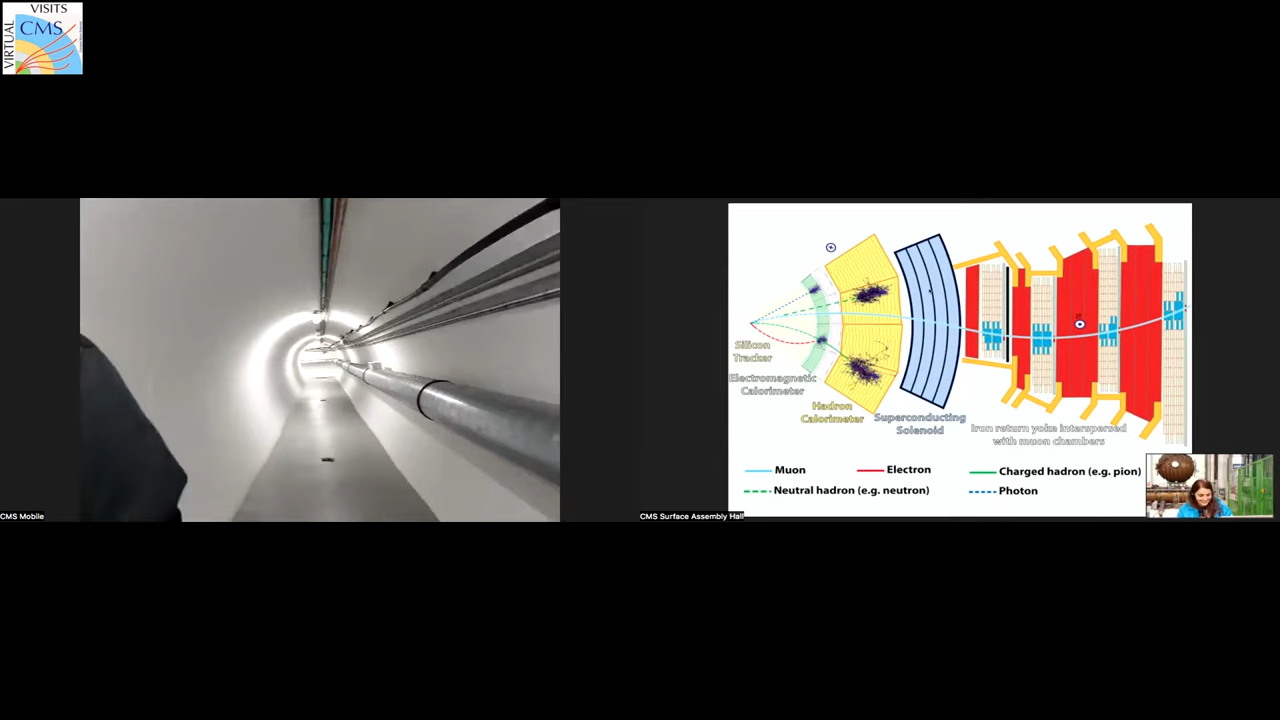 VISITS
VIRTUAL
CMS
CMS Mobile
Silicon
Tracker
Electromagnetic
Calorimeter
Hadron
Calorimeter
Superconducting
Solenoid
Iron return yoke interspersed
with muon chambers
Muon
Electron
Charged hadron (e.g. pion)
Neutral hadron (e.g. neutron)
Photon
CMS Surface Assembly Hall